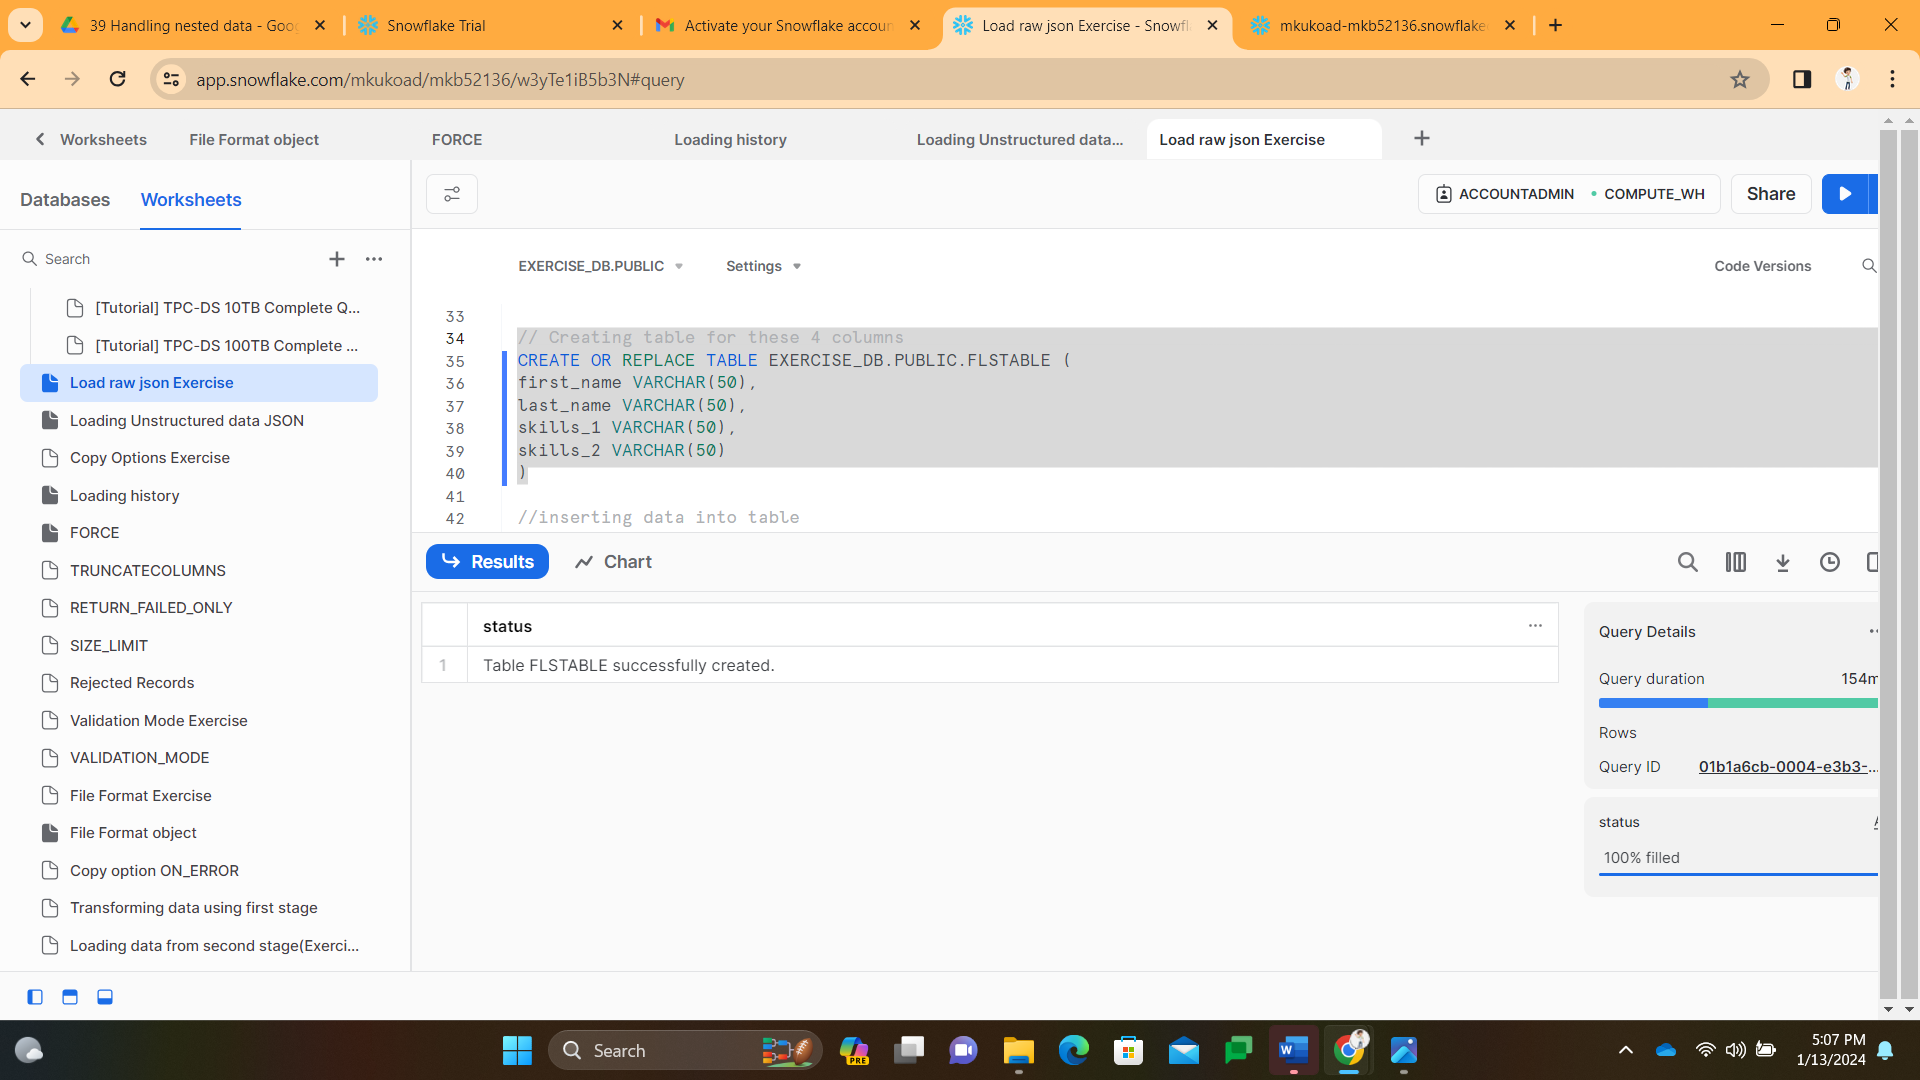 39 Handling nested data - Goo
Snowflake Trial
Activate your Snowflake accoun
Load raw json Exercise - Snowfl
mkukoad-mkb52136.snowflake
app.snowflake.com/mkukoad/mkb52136/w3yTe1iB5b3N#query
Worksheets
File Format object
FORCE
Loading history
Loading Unstructured data...
Load raw json Exercise
Databases
Worksheets
ACCOUNTADMIN
COMPUTE_WH
Share
Search
EXERCISE_DB.PUBLIC
Settings
Code Versions
[Tutorial] TPC-DS 10TB Complete Q...
[Tutorial] TPC-DS 100TB Complete ...
Load raw json Exercise
Loading Unstructured data JSON
Copy Options Exercise
Loading history
FORCE
TRUNCATECOLUMNS
RETURN_FAILED_ONLY
SIZE_LIMIT
Rejected Records
Validation Mode Exercise
VALIDATION_MODE
File Format Exercise
File Format object
Copy option ON_ERROR
Transforming data using first stage
Loading data from second stage(Exerci...
33
34 // Creating table for these 4 columns
35 CREATE OR REPLACE TABLE EXERCISE_DB.PUBLIC.FLSTABLE (
36 first_name VARCHAR(50),
37 last_name VARCHAR(50),
38 skills_1 VARCHAR(50),
39 skills_2 VARCHAR(50)
40 )
41
42 //inserting data into table
Results
Chart
status
1 Table FLSTABLE successfully created.
Query Details
Query duration 154m
Rows
Query ID 01b1a6cb-0004-e3b3-...
status
100% filled
Search
PRE
5:07 PM
1/13/2024